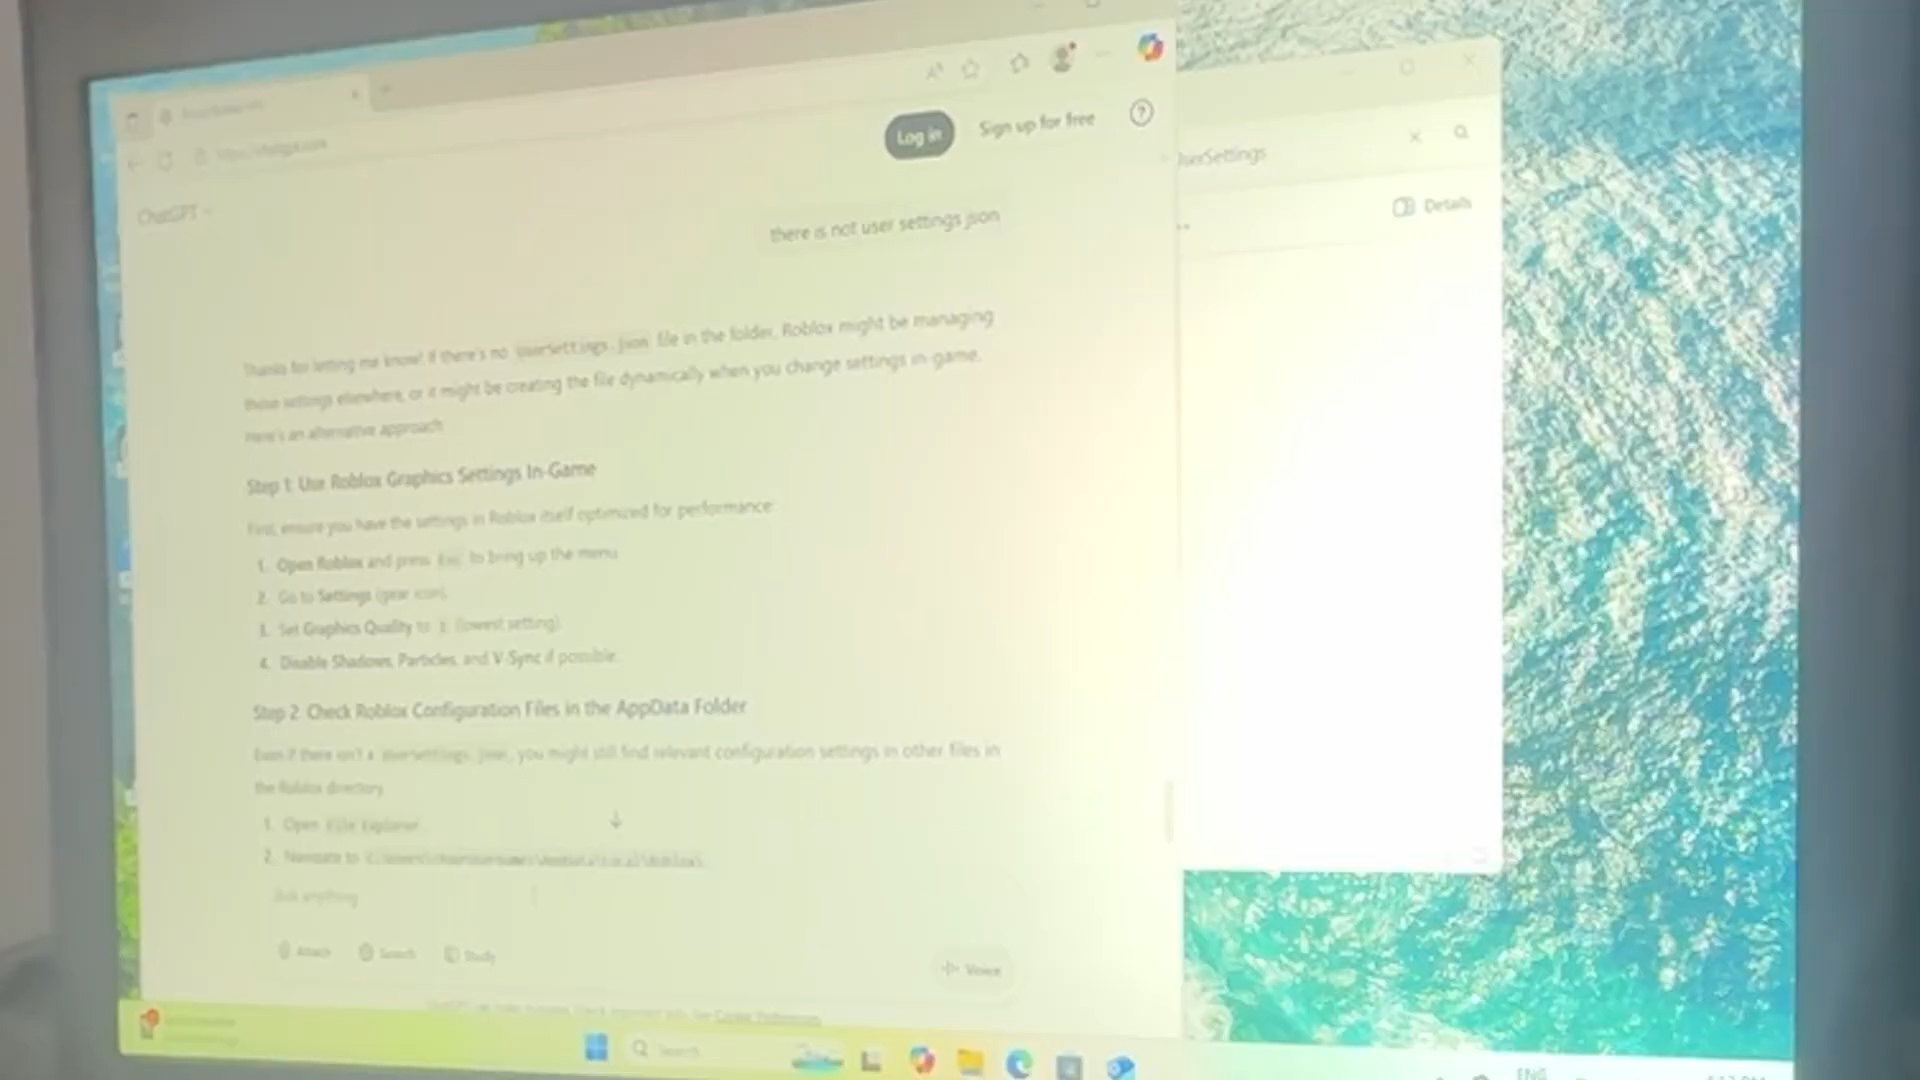 Log in
Sign up for free
UserSettings
ChatGPT
Details
there is not user settings json
Thanks for letting me know! If there's no UserSettings.json file in the folder, Roblox might be managing
those settings elsewhere, or it might be creating the file dynamically when you change settings in-game.
Here's an alternative approach
Step 1: Use Roblox Graphics Settings In-Game
First, ensure you have the settings in Roblox itself optimized for performance:
1. Open Roblox and press Esc to bring up the menu
2. Go to Settings (gear icon).
3. Set Graphics Quality to 1 (lowest setting).
4. Disable Shadows, Particles, and V-Sync if possible.
Step 2: Check Roblox Configuration Files in the AppData Folder
Even if there isn't a UserSettings.json, you might still find relevant configuration settings in other files in
the Roblox directory
1. Open File Explorer
2. Navigate to
Ask anything
Attach
Search
Study
Voice
Search
ENG